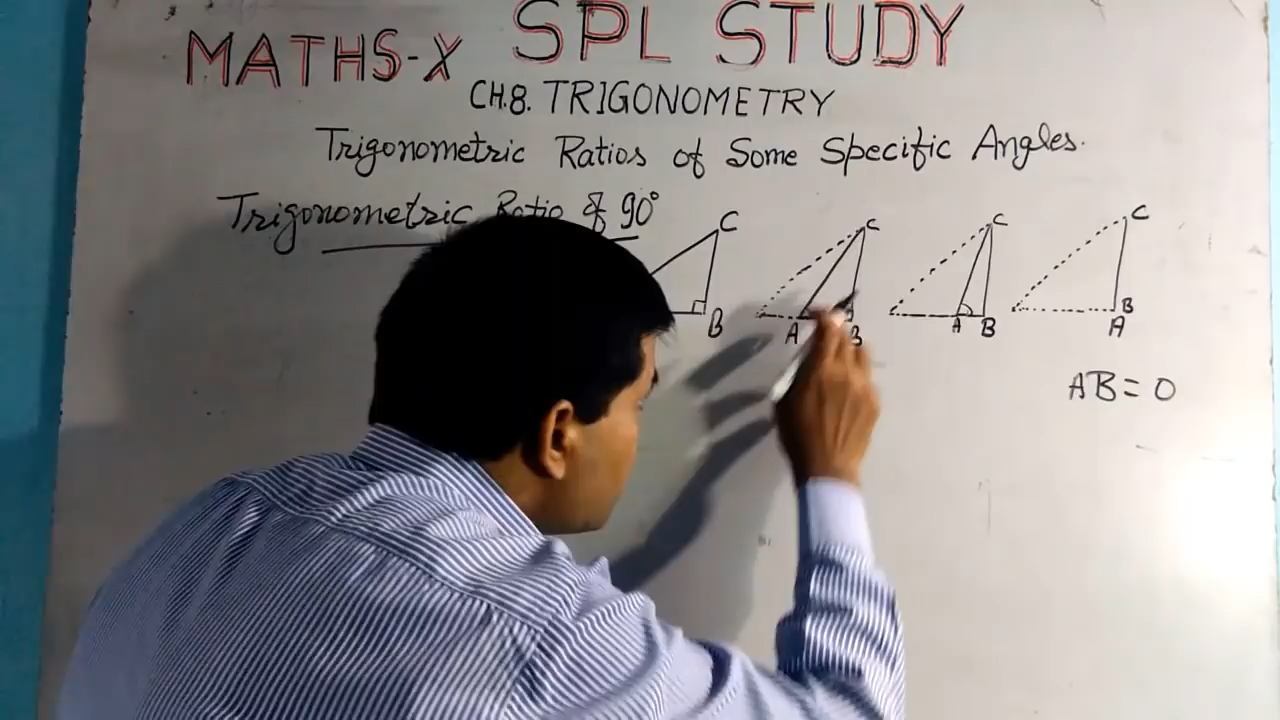 MATHS-X SPL STUDY
CH.8. TRIGONOMETRY
Trigonometric Ratios of Some Specific Angles.
Trigonometric Ratio of 90°
C C C C
A B A B A B
B
AB = 0